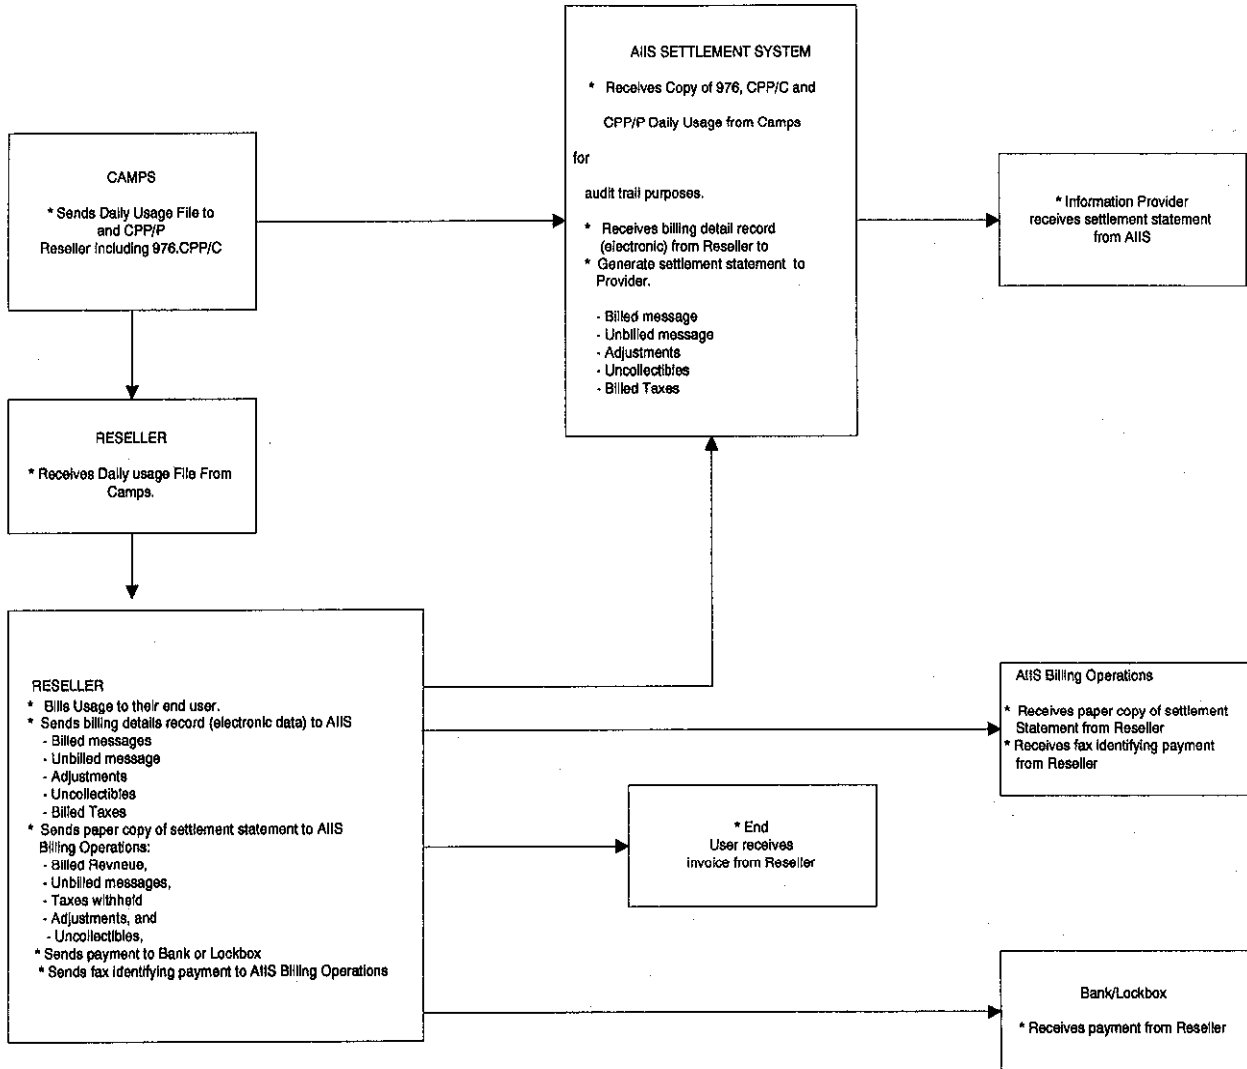 AIIS SETTLEMENT SYSTEM
* Receives Copy of 976, CPP/C and
CPP/P Daily Usage from Camps
for
audit trail purposes.
* Receives billing detail record
(electronic) from Reseller to
* Generate settlement statement to
Provider.
- Billed message
- Unbilled message
- Adjustments
- Uncollectibles
- Billed Taxes
CAMPS
* Sends Daily Usage File to
and CPP/P
Reseller Including 976.CPP/C
* Information Provider
receives settlement statement
from AIIS
RESELLER
* Receives Daily usage File From
Camps.
RESELLER
* Bills Usage to their end user.
* Sends billing details record (electronic data) to AIIS
- Billed messages
- Unbilled message
- Adjustments
- Uncollectibles
- Billed Taxes
* Sends paper copy of settlement statement to AIIS
Billing Operations:
- Billed Revneue,
- Unbilled messages,
- Taxes withheld
- Adjustments, and
- Uncollectibles,
* Sends payment to Bank or Lockbox
* Sends fax identifying payment to AIIS Billing Operations
AIIS Billing Operations
* Receives paper copy of settlement
Statement from Reseller
* Receives fax identifying payment
from Reseller
* End
User receives
invoice from Reseller
Bank/Lockbox
* Receives payment from Reseller